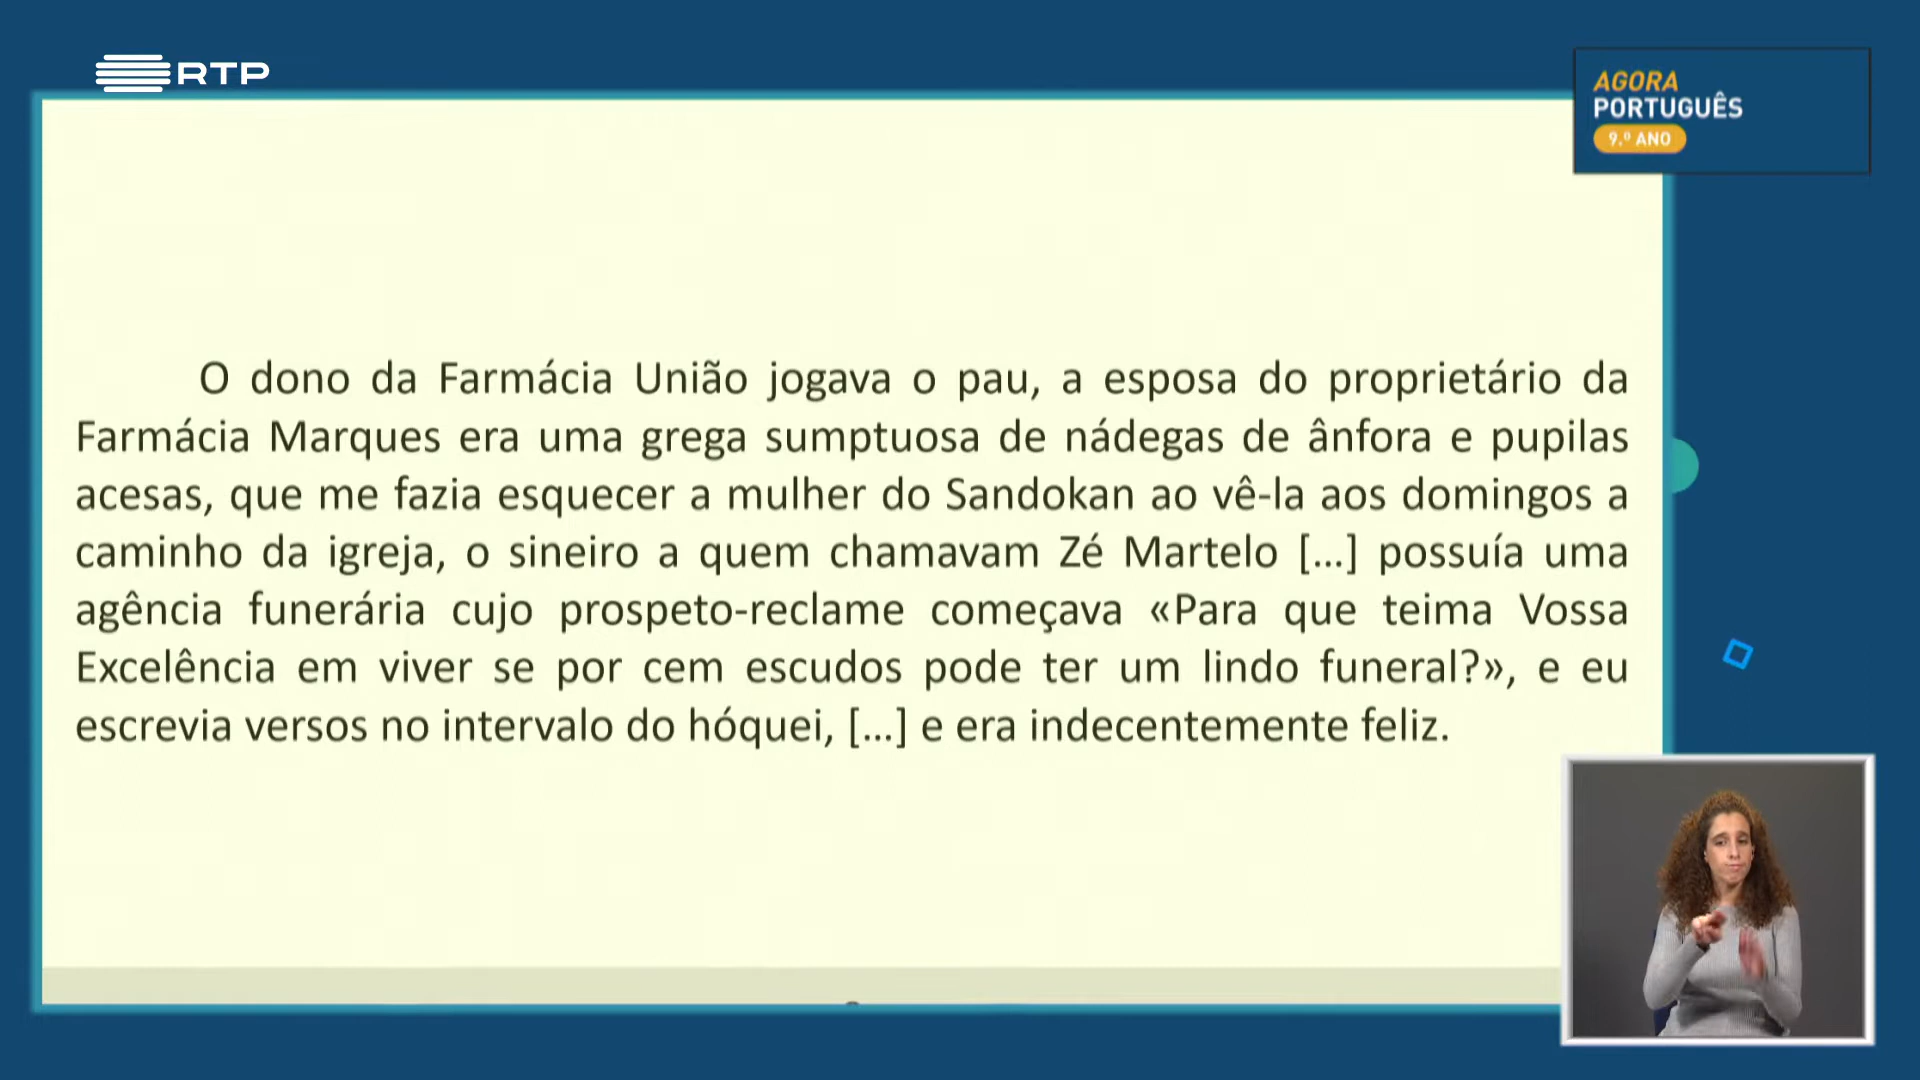 RTP
AGORA
PORTUGUÊS
9.º ANO
O dono da Farmácia União jogava o pau, a esposa do proprietário da
Farmácia Marques era uma grega sumptuosa de nádegas de ânfora e pupilas
acesas, que me fazia esquecer a mulher do Sandokan ao vê-la aos domingos a
caminho da igreja, o sineiro a quem chamavam Zé Martelo [...] possuía uma
agência funerária cujo prospeto-reclame começava «Para que teima Vossa
Excelência em viver se por cem escudos pode ter um lindo funeral?», e eu
escrevia versos no intervalo do hóquei, [...] e era indecentemente feliz.